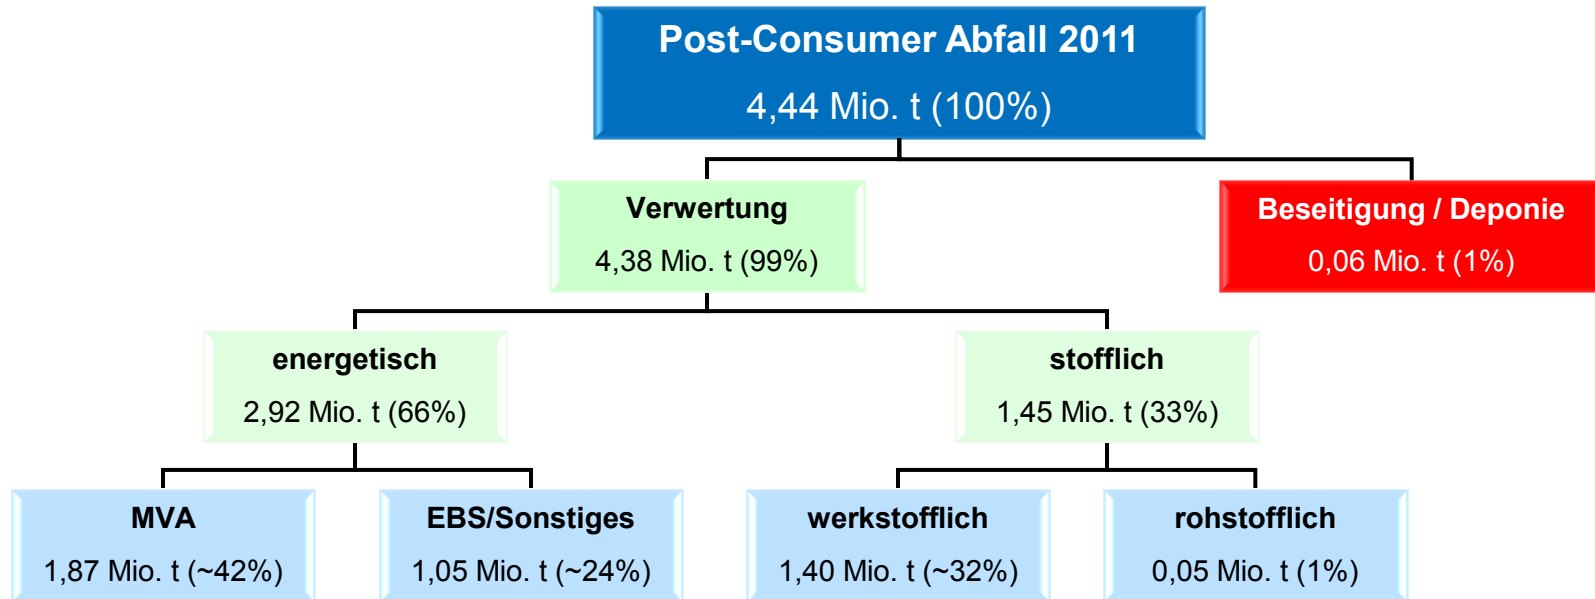 Post-Consumer Abfall 2011
4,44 Mio. t (100%)
Verwertung
4,38 Mio. t (99%)
Beseitigung / Deponie
0,06 Mio. t (1%)
energetisch
2,92 Mio. t (66%)
stofflich
1,45 Mio. t (33%)
MVA
1,87 Mio. t (~42%)
EBS/Sonstiges
1,05 Mio. t (~24%)
werkstofflich
1,40 Mio. t (~32%)
rohstofflich
0,05 Mio. t (1%)